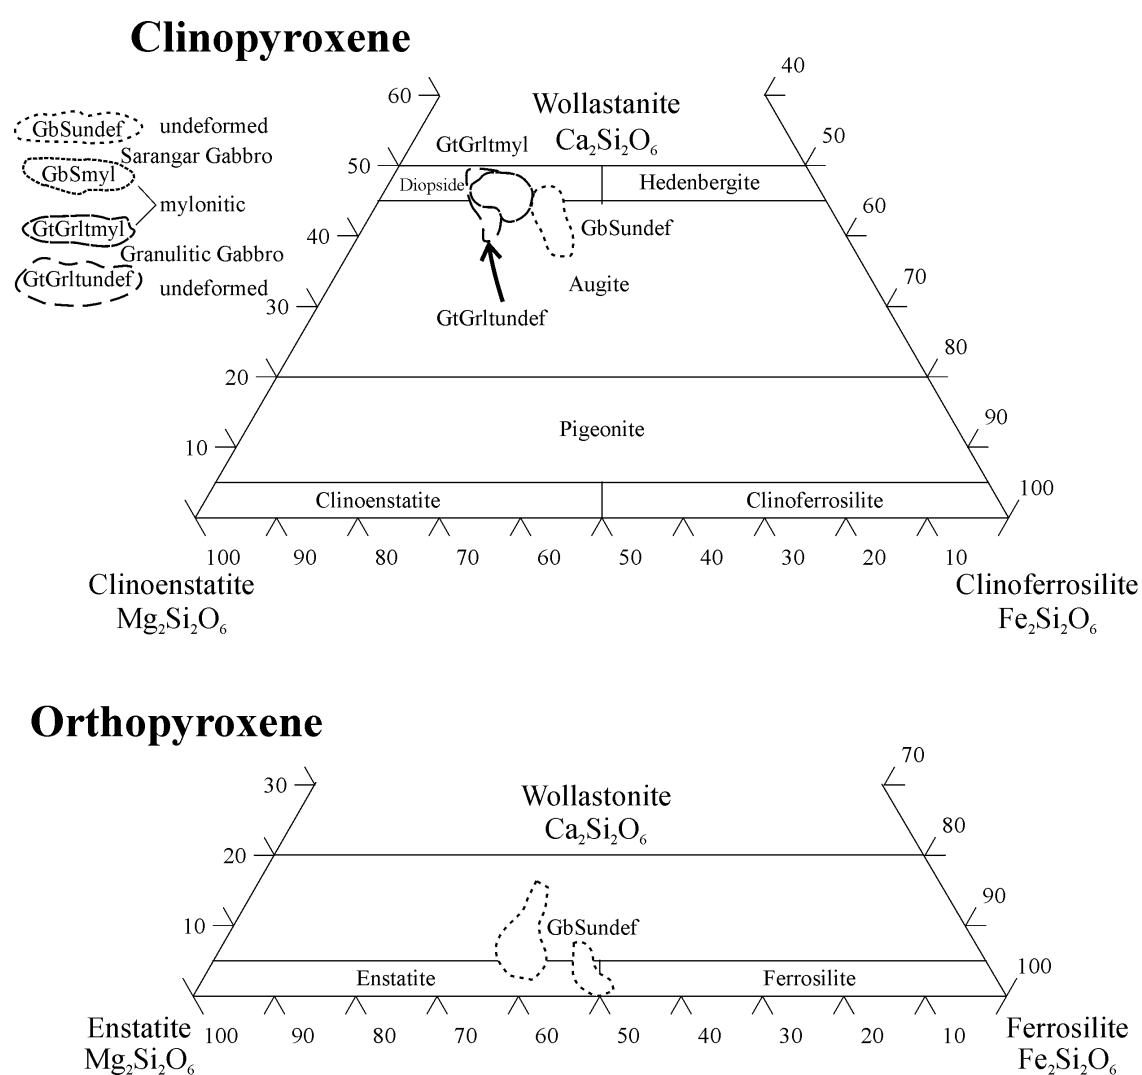 Clinopyroxene
GbSundef
undeformed
Sarangar Gabbro
GbSmyl
mylonitic
GtGrltmyl
Granulitic Gabbro
GtGrltundef
undeformed
60
40
Wollastanite
Ca₂Si₂O₆
GtGrltmyl
50
50
Diopside
Hedenbergite
40
60
GbSundef
Augite
30
70
GtGrltundef
20
80
Pigeonite
10
90
Clinoenstatite
Clinoferrosilite
100
100 90 80 70 60 50 40 30 20 10
Clinoenstatite
Mg₂Si₂O₆
Clinoferrosilite
Fe₂Si₂O₆
Orthopyroxene
30
70
Wollastonite
Ca₂Si₂O₆
20
80
10
90
GbSundef
Enstatite
Ferrosilite
100
Enstatite
Mg₂Si₂O₆
100 90 80 70 60 50 40 30 20 10
Ferrosilite
Fe₂Si₂O₆